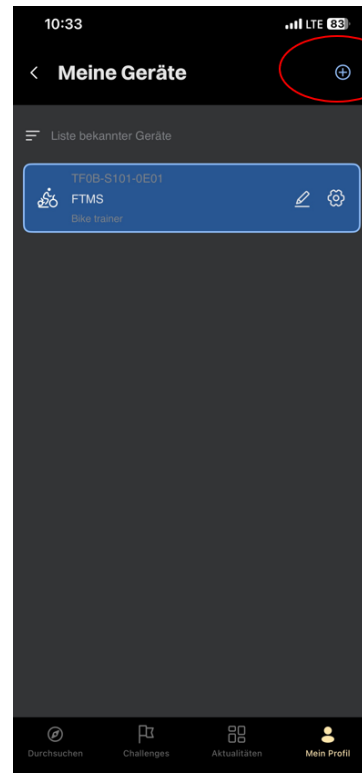 10:33
LTE 83
Meine Geräte
Liste bekannter Geräte
TF0B-S101-0E01
FTMS
Bike trainer
Durchsuchen
Challenges
Aktualitäten
Mein Profil